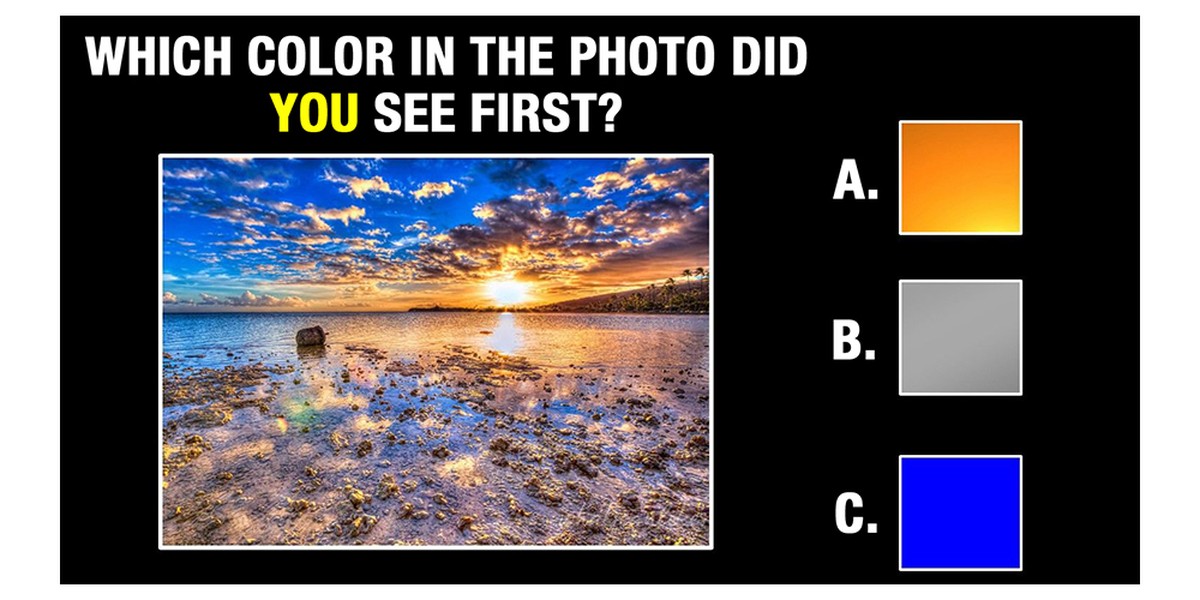 WHICH COLOR IN THE PHOTO DID
YOU SEE FIRST?
A.
B.
C.